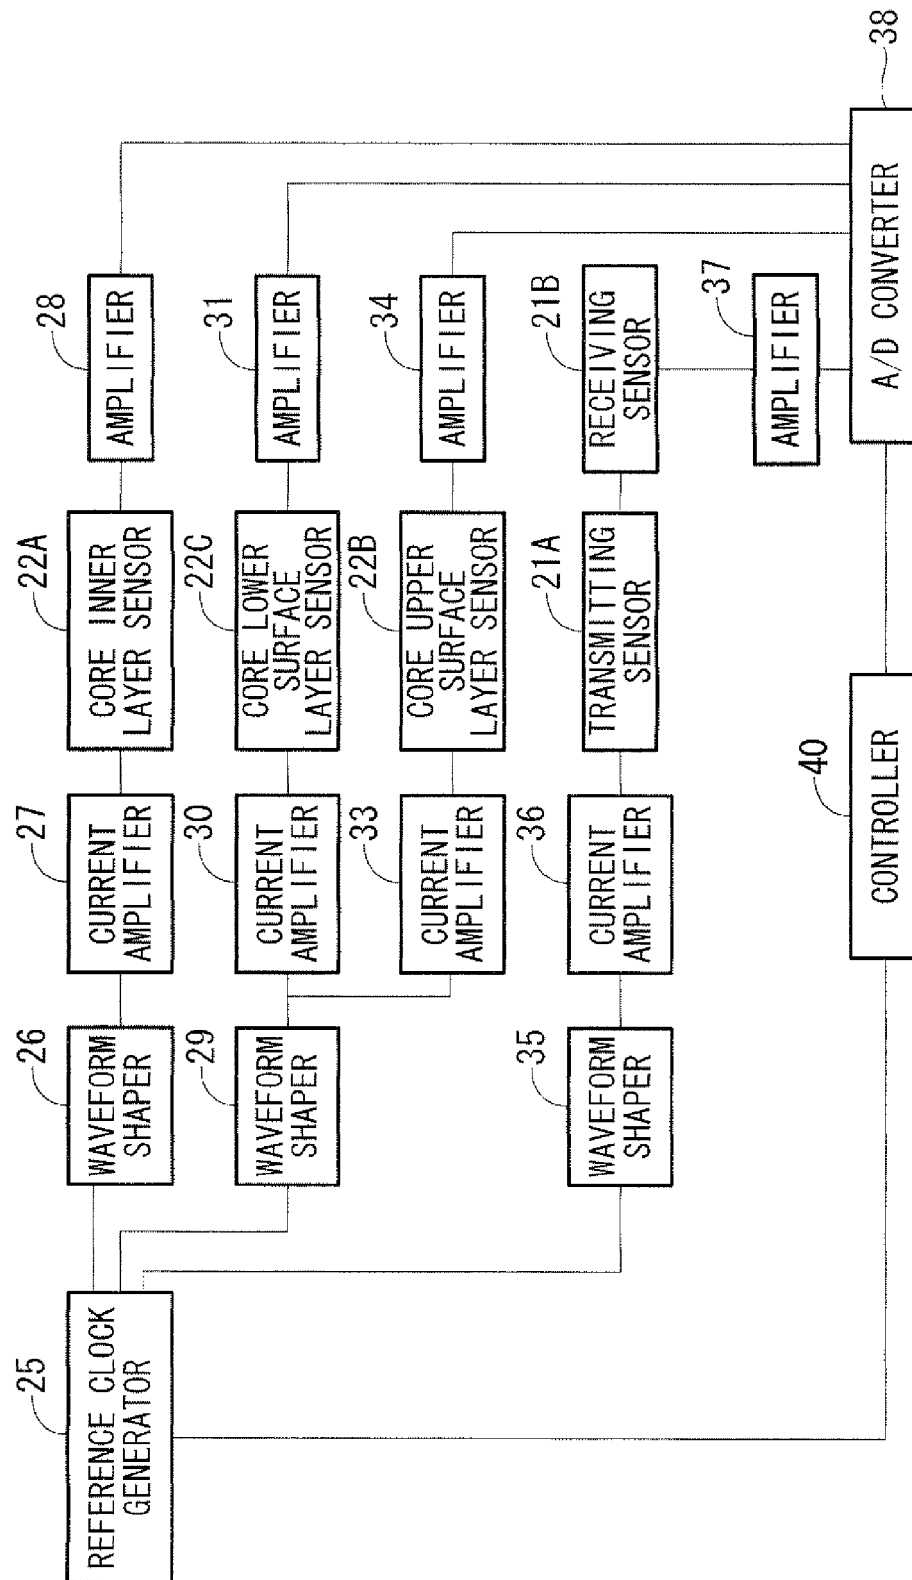 25
REFERENCE CLOCK
GENERATOR
26
WAVEFORM
SHAPER
27
CURRENT
AMPLIFIER
22A
CORE INNER
LAYER SENSOR
28
AMPLIFIER
29
WAVEFORM
SHAPER
30
CURRENT
AMPLIFIER
22C
CORE LOWER
SURFACE
LAYER SENSOR
31
AMPLIFIER
33
CURRENT
AMPLIFIER
22B
CORE UPPER
SURFACE
LAYER SENSOR
34
AMPLIFIER
35
WAVEFORM
SHAPER
36
CURRENT
AMPLIFIER
21A
TRANSMITTING
SENSOR
21B
RECEIVING
SENSOR
37
AMPLIFIER
40
CONTROLLER
38
A/D CONVERTER